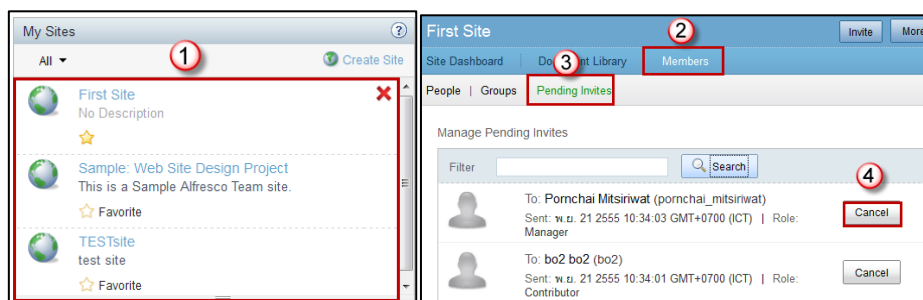 My Sites
?
All
1
Create Site
First Site
No Description
Sample: Web Site Design Project
This is a Sample Alfresco Team site.
Favorite
TESTsite
test site
Favorite
First Site
2
Invite
More
Site Dashboard
3
Members
People | Groups
Pending Invites
Manage Pending Invites
Filter
Search
4
To: Pornchai Mitsiriwat (pornchai_mitsiriwat)
Sent: พ.ย. 21 2555 10:34:03 GMT+0700 (ICT) | Role:
Manager
Cancel
To: bo2 bo2 (bo2)
Sent: พ.ย. 21 2555 10:34:01 GMT+0700 (ICT) | Role:
Contributor
Cancel